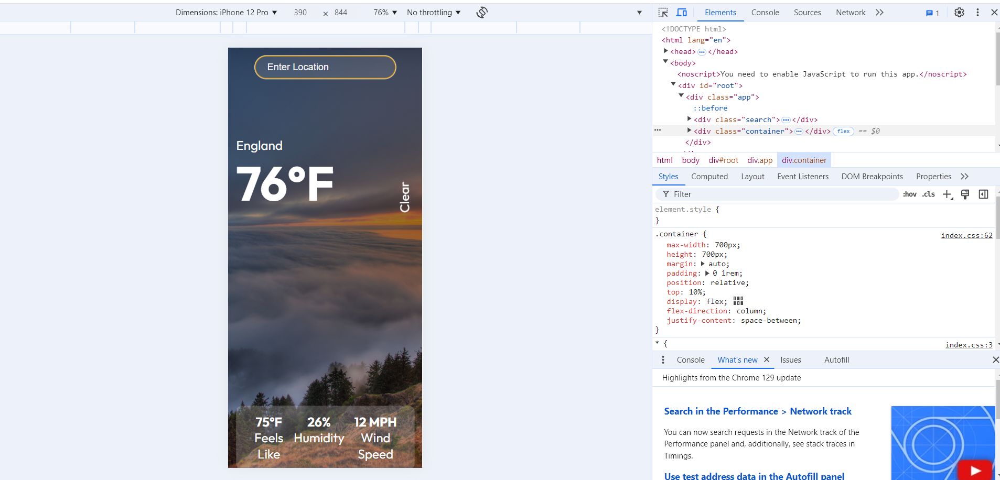 Dimensions: iPhone 12 Pro ▼ 390 × 844 76% ▼ No throttling ▼
Enter Location
England
76°F
Clear
75°F 26% 12 MPH
Feels Like Humidity Wind Speed
Elements Console Sources Network 1
<!DOCTYPE html>
<html lang="en">
<head> ••• </head>
<body>
<noscript>You need to enable JavaScript to run this app.</noscript>
<div id="root">
<div class="app">
::before
<div class="search"> ••• </div>
<div class="container"> ••• </div> flex == $0
</div>
html body div#root div.app div.container
Styles Computed Layout Event Listeners DOM Breakpoints Properties
Filter :hov .cls
element.style {
}
.container { index.css:62
max-width: 700px;
height: 700px;
margin: auto;
padding: 0 1rem;
position: relative;
top: 10%;
display: flex;
flex-direction: column;
justify-content: space-between;
}
* { index.css:3
Console What's new Issues Autofill
Highlights from the Chrome 129 update
Search in the Performance > Network track
You can now search requests in the Network track of the
Performance panel and, additionally, see stack traces in
Timings.
Use test address data in the Autofill panel